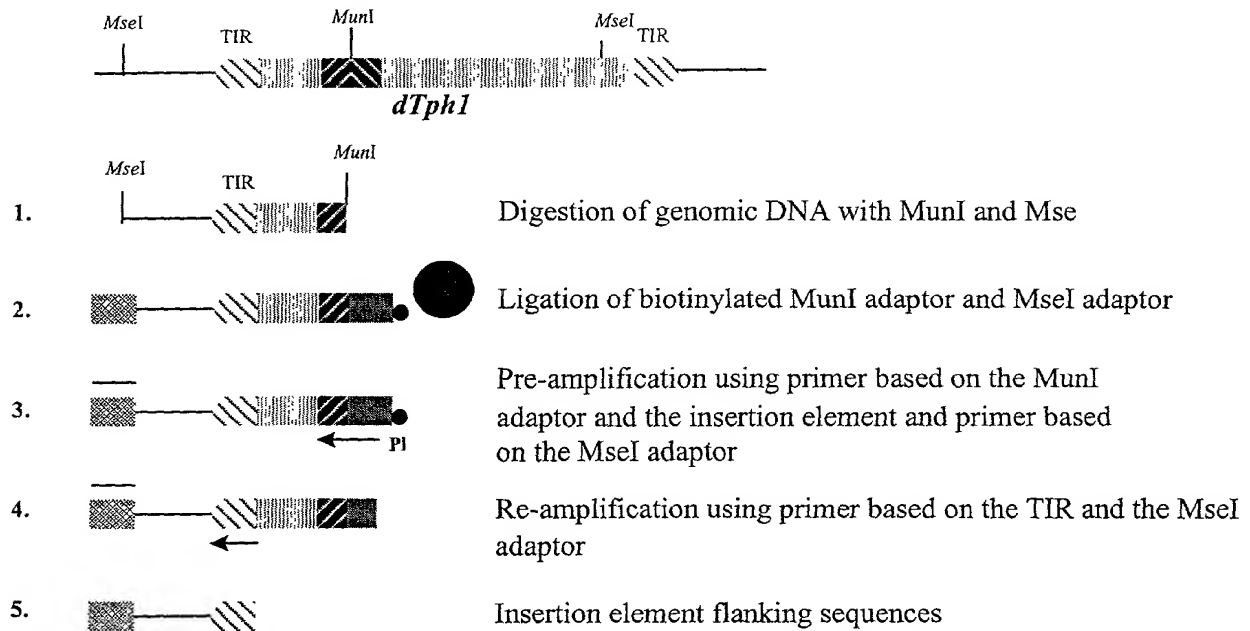 MseI
TIR
MunI
MseI
TIR
dTph1
MseI
TIR
MunI
1.
Digestion of genomic DNA with MunI and Mse
2.
Ligation of biotinylated MunI adaptor and MseI adaptor
3.
PI
Pre-amplification using primer based on the MunI
adaptor and the insertion element and primer based
on the MseI adaptor
4.
Re-amplification using primer based on the TIR and the MseI
adaptor
5.
Insertion element flanking sequences